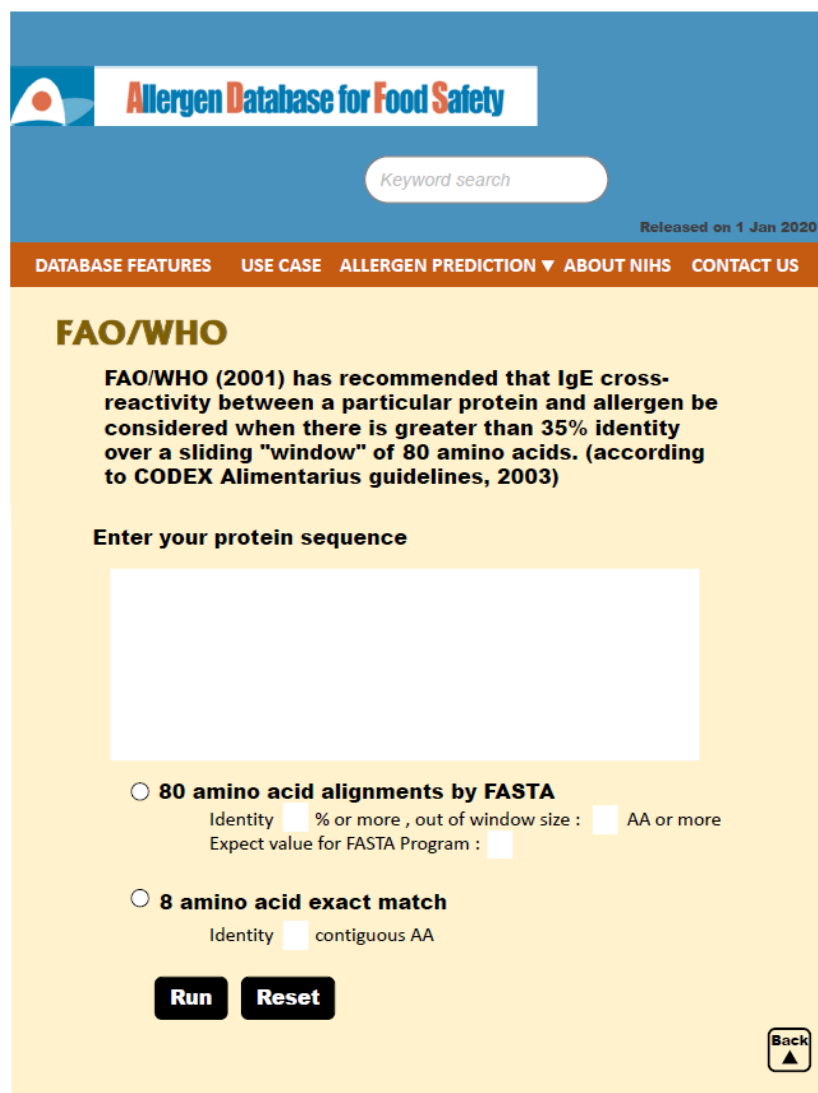 Allergen Database for Food Safety
Keyword search
Released on 1 Jan 2020
DATABASE FEATURES USE CASE ALLERGEN PREDICTION ▼ ABOUT NIHS CONTACT US
FAO/WHO
FAO/WHO (2001) has recommended that IgE cross-
reactivity between a particular protein and allergen be
considered when there is greater than 35% identity
over a sliding "window" of 80 amino acids. (according
to CODEX Alimentarius guidelines, 2003)
Enter your protein sequence
80 amino acid alignments by FASTA
Identity % or more , out of window size : AA or more
Expect value for FASTA Program :
8 amino acid exact match
Identity contiguous AA
Run Reset
Back
▲